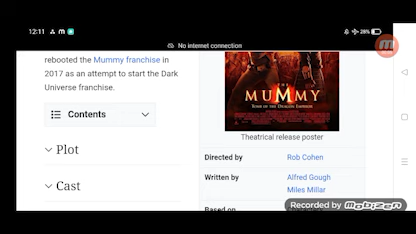 12:11
28%
No internet connection
rebooted the Mummy franchise in
2017 as an attempt to start the Dark
Universe franchise.
Contents
Plot
Cast
THE
MUMMY
TOMB OF THE DRAGON EMPEROR
Theatrical release poster
Directed by Rob Cohen
Written by Alfred Gough
Miles Millar
Based on
Recorded by MOBIZEN